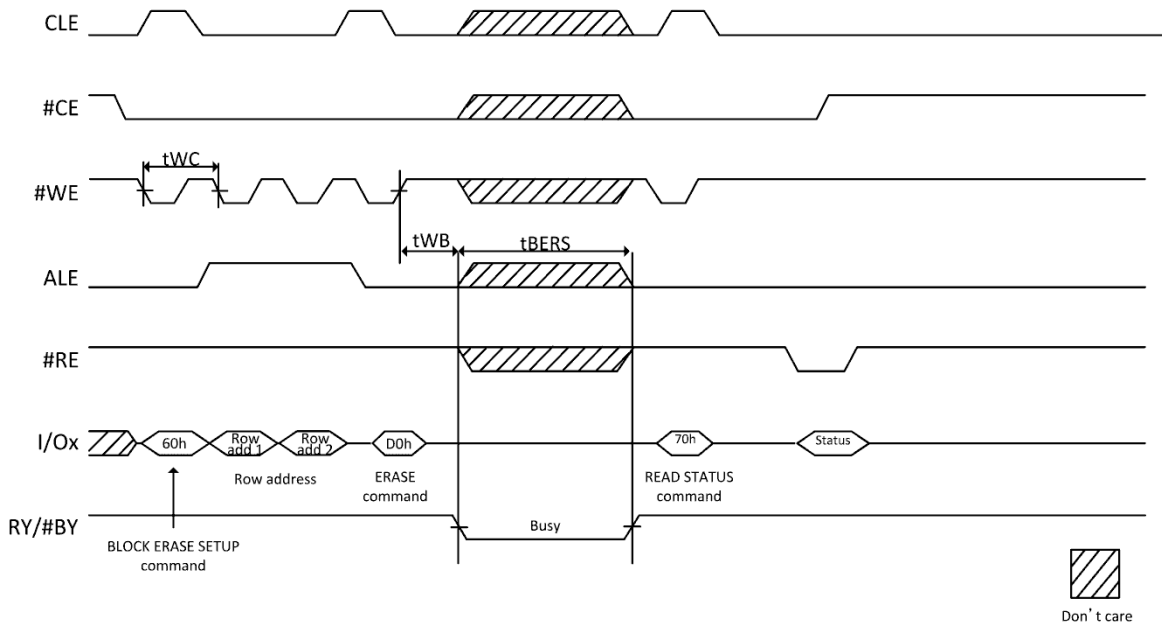 CLE
#CE
tWC
#WE
tWB
tBERS
ALE
#RE
I/Ox
60h
Row
add 1
Row
add 2
D0h
70h
Status
Row address
ERASE
command
READ STATUS
command
RY/#BY
Busy
BLOCK ERASE SETUP
command
Don't care